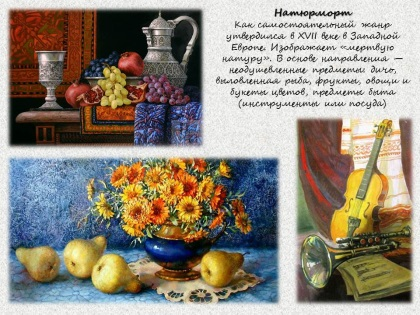 Натюрморт
Как самостоятельный жанр
утвердился в XVII веке в Западной
Европе. Изображает «мертвую
натуру». В основе направления –
неодушевленные предметы: дичь,
выловленная рыба, фрукты, овощи и
букеты цветов, предметы быта
(инструменты или посуда)